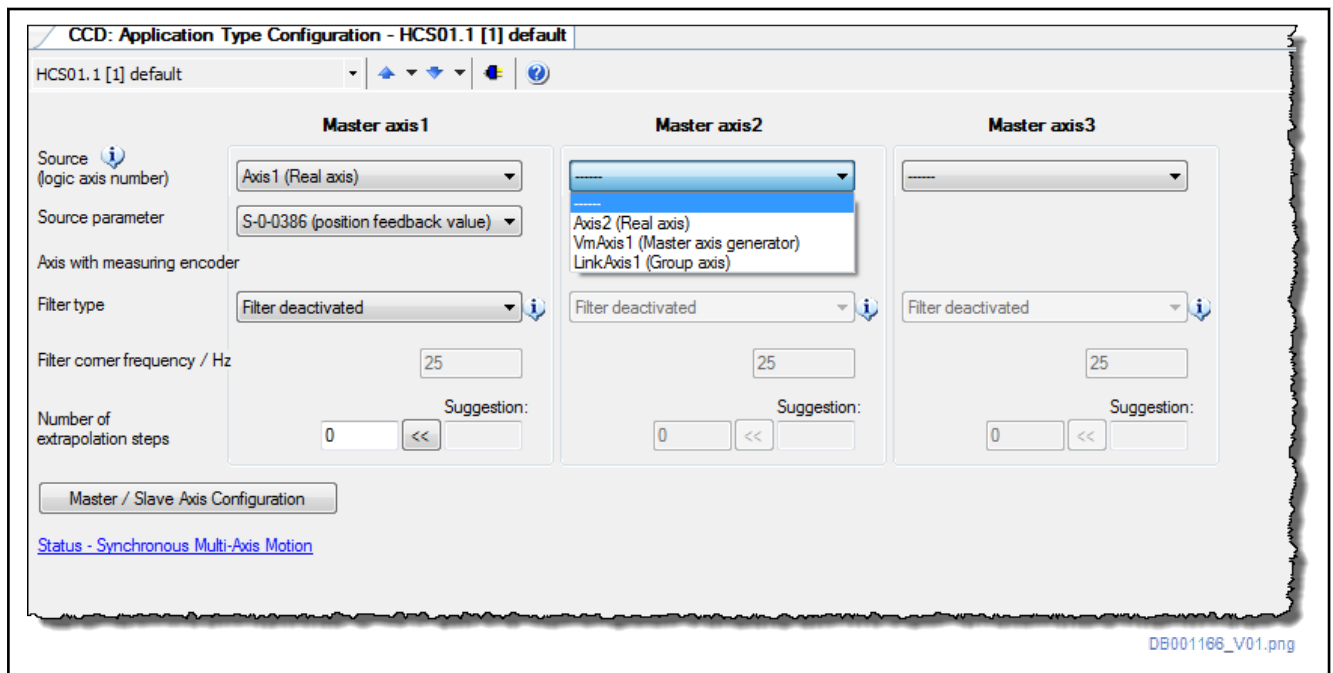 CCD: Application Type Configuration - HCS01.1 [1] default
HCS01.1 [1] default
Master axis1 Master axis2 Master axis3
Source
(logic axis number) Axis1 (Real axis) ------ ------
------
Source parameter S-0-0386 (position feedback value) Axis2 (Real axis)
VmAxis1 (Master axis generator)
Axis with measuring encoder LinkAxis1 (Group axis)
Filter type Filter deactivated Filter deactivated Filter deactivated
Filter corner frequency / Hz 25 25 25
Suggestion: Suggestion: Suggestion:
Number of
extrapolation steps 0 << 0 << 0 <<
Master / Slave Axis Configuration
Status - Synchronous Multi-Axis Motion
DB001166_V01.png